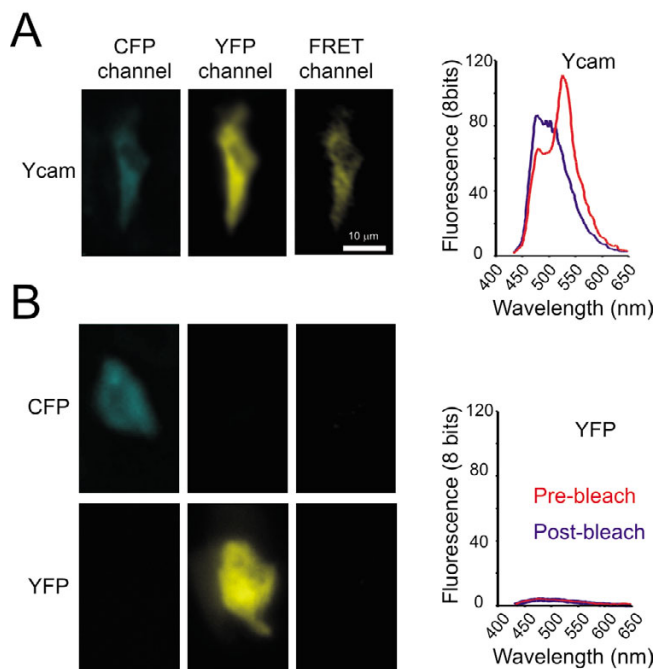 A
CFP channel
YFP channel
FRET channel
Ycam
10 μm
Fluorescence (8bits)
120
80
40
0
Ycam
400
450
500
550
600
650
Wavelength (nm)
B
CFP
YFP
Fluorescence (8 bits)
120
80
40
0
YFP
Pre-bleach
Post-bleach
400
450
500
550
600
650
Wavelength (nm)